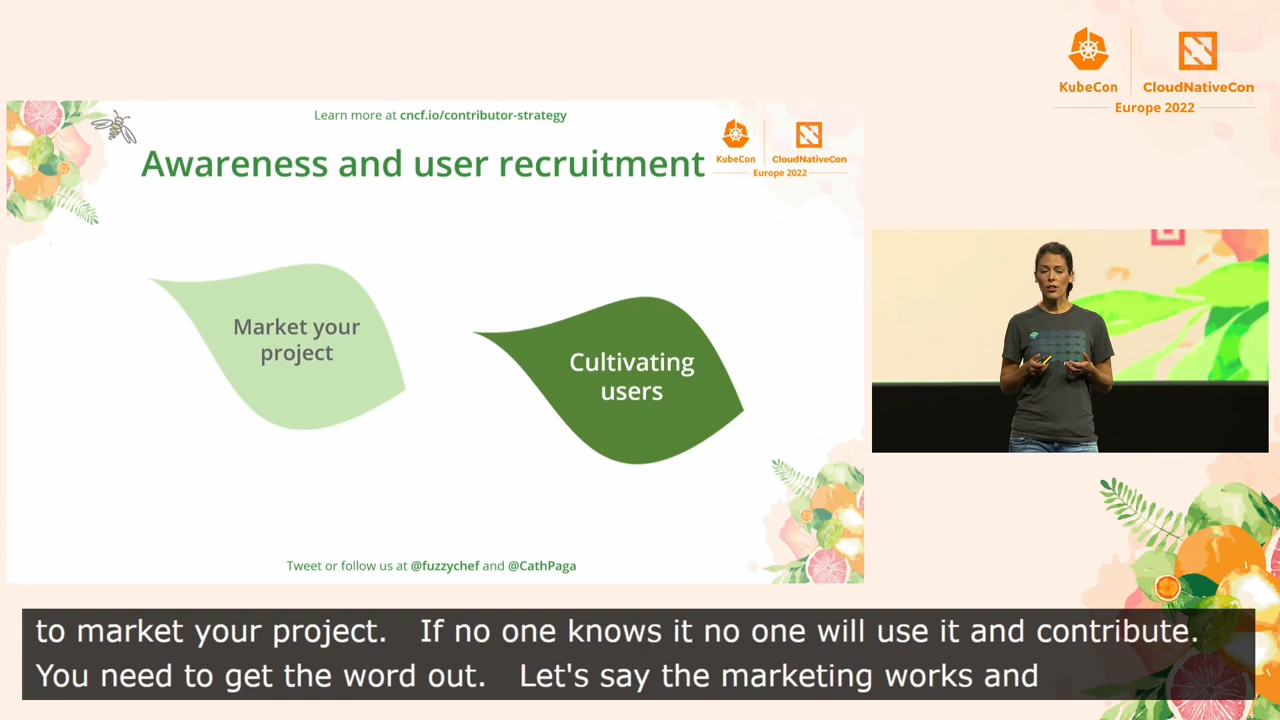 KubeCon
CloudNativeCon
Europe 2022
Learn more at cncf.io/contributor-strategy
Awareness and user recruitment
KubeCon
CloudNativeCon
Europe 2022
Market your
project
Cultivating
users
Tweet or follow us at @fuzzychef and @CathPaga
to market your project. If no one knows it no one will use it and contribute.
You need to get the word out. Let's say the marketing works and